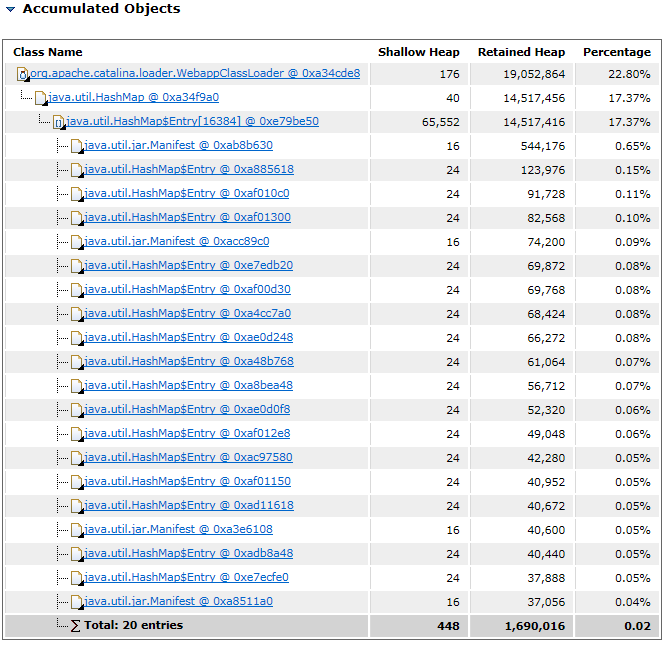 Accumulated Objects
Class Name Shallow Heap Retained Heap Percentage
org.apache.catalina.loader.WebappClassLoader @ 0xa34cde8 176 19,052,864 22.80%
java.util.HashMap @ 0xa34f9a0 40 14,517,456 17.37%
java.util.HashMap$Entry[16384] @ 0xe79be50 65,552 14,517,416 17.37%
java.util.jar.Manifest @ 0xab8b630 16 544,176 0.65%
java.util.HashMap$Entry @ 0xa885618 24 123,976 0.15%
java.util.HashMap$Entry @ 0xaf010c0 24 91,728 0.11%
java.util.HashMap$Entry @ 0xaf01300 24 82,568 0.10%
java.util.jar.Manifest @ 0xacc89c0 16 74,200 0.09%
java.util.HashMap$Entry @ 0xe7edb20 24 69,872 0.08%
java.util.HashMap$Entry @ 0xaf00d30 24 69,768 0.08%
java.util.HashMap$Entry @ 0xa4cc7a0 24 68,424 0.08%
java.util.HashMap$Entry @ 0xae0d248 24 66,272 0.08%
java.util.HashMap$Entry @ 0xa48b768 24 61,064 0.07%
java.util.HashMap$Entry @ 0xa8bea48 24 56,712 0.07%
java.util.HashMap$Entry @ 0xae0d0f8 24 52,320 0.06%
java.util.HashMap$Entry @ 0xaf012e8 24 49,048 0.06%
java.util.HashMap$Entry @ 0xac97580 24 42,280 0.05%
java.util.HashMap$Entry @ 0xaf01150 24 40,952 0.05%
java.util.HashMap$Entry @ 0xad11618 24 40,672 0.05%
java.util.jar.Manifest @ 0xa3e6108 16 40,600 0.05%
java.util.HashMap$Entry @ 0xadb8a48 24 40,440 0.05%
java.util.HashMap$Entry @ 0xe7ecfe0 24 37,888 0.05%
java.util.jar.Manifest @ 0xa8511a0 16 37,056 0.04%
∑ Total: 20 entries 448 1,690,016 0.02